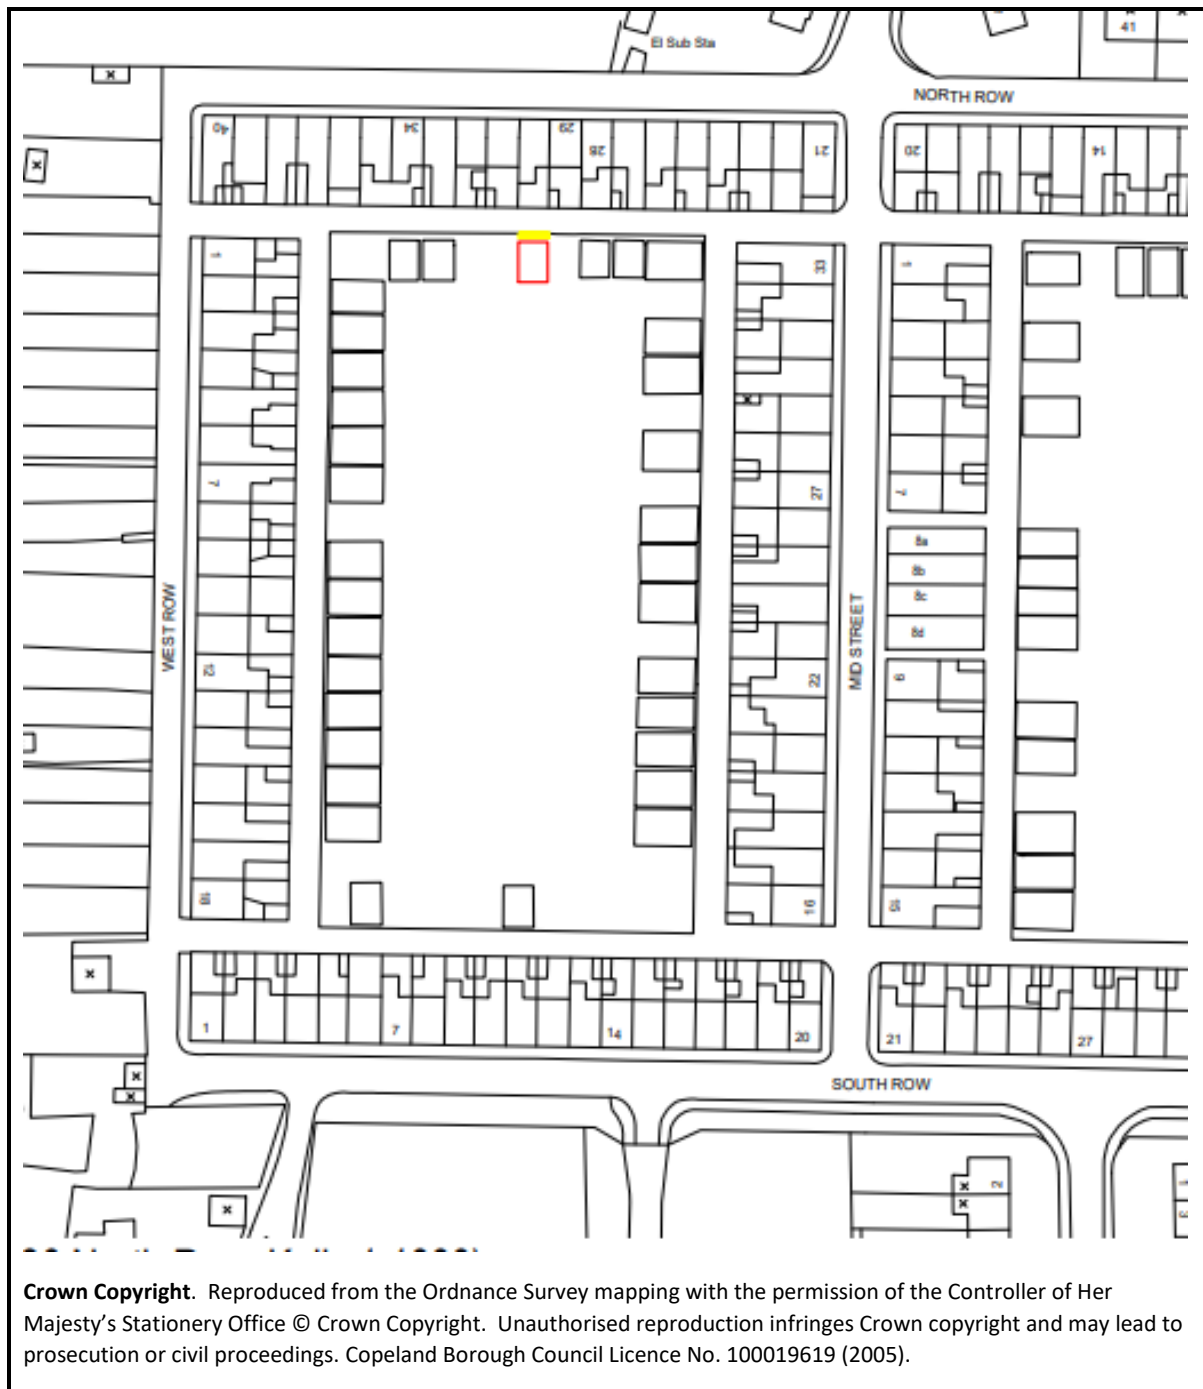 41
El Sub Sta
NORTH ROW
40
34
29
28
21
20
14
1
33
1
7
27
7
8a
8b
8c
8d
WEST ROW
MID STREET
12
22
9
18
16
15
1
7
14
20
21
27
SOUTH ROW
2
1
3
Crown Copyright. Reproduced from the Ordnance Survey mapping with the permission of the Controller of Her
Majesty’s Stationery Office © Crown Copyright. Unauthorised reproduction infringes Crown copyright and may lead to
prosecution or civil proceedings. Copeland Borough Council Licence No. 100019619 (2005).